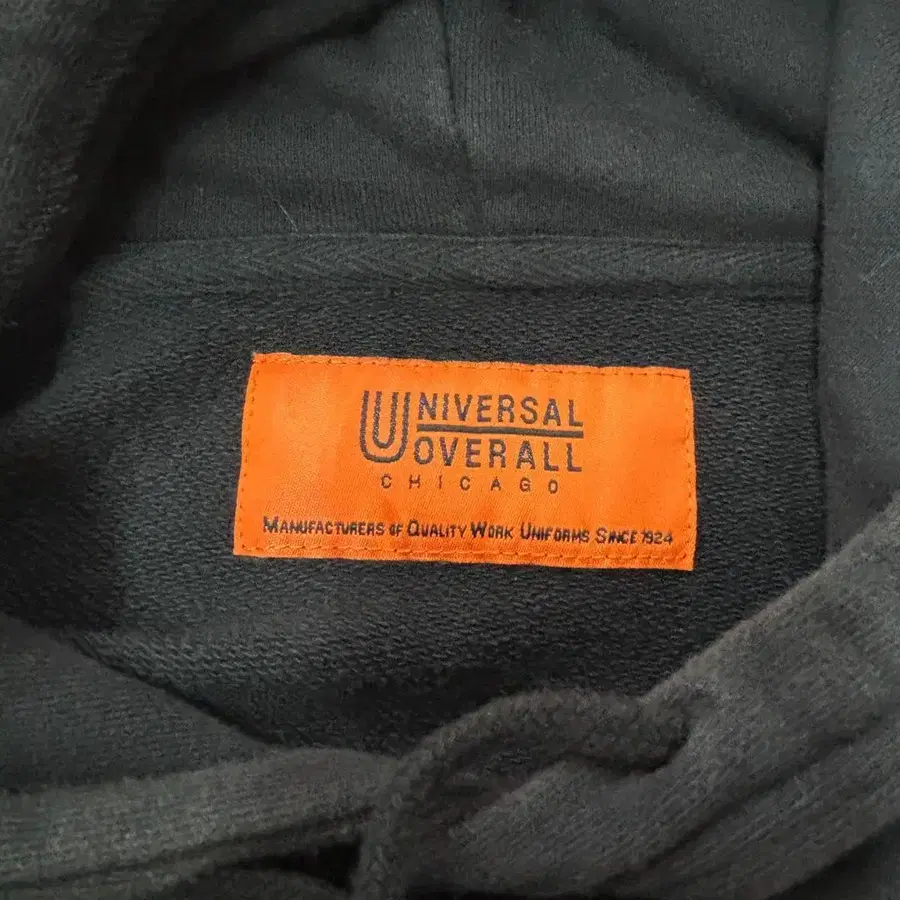 UNIVERSAL
OVERALL
CHICAGO
MANUFACTURERS OF QUALITY WORK UNIFORMS SINCE 1924